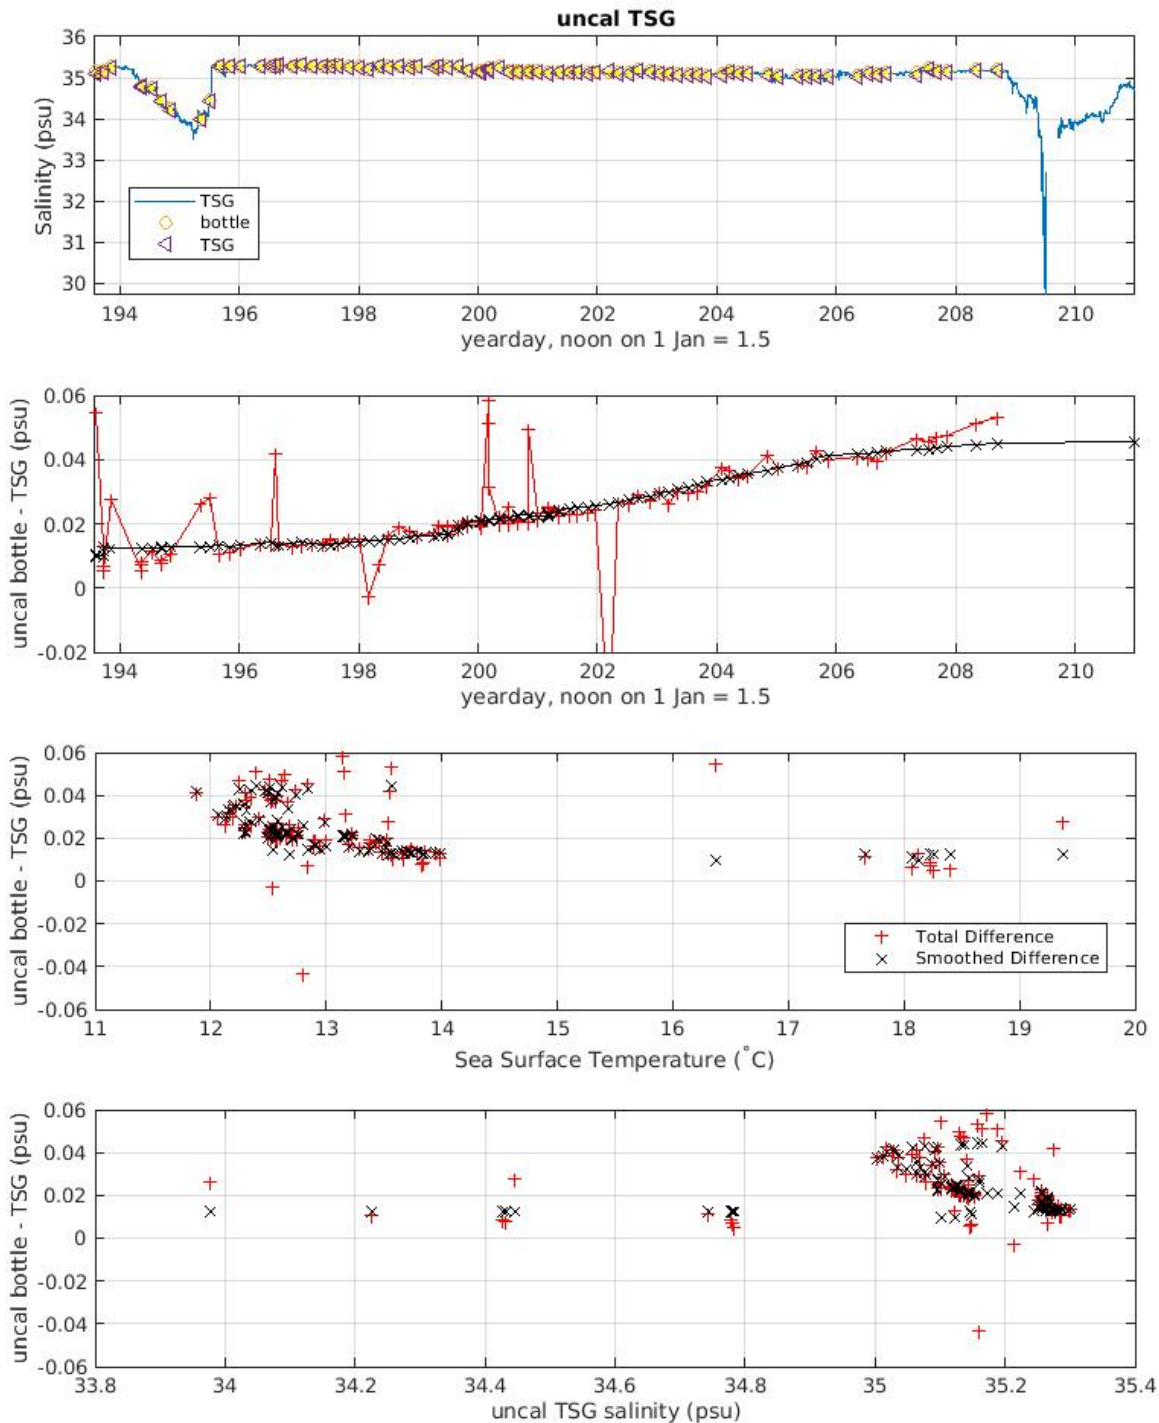 uncal TSG
36
35
34
33
32
31
30
Salinity (psu)
TSG
bottle
TSG
194 196 198 200 202 204 206 208 210
yearday, noon on 1 Jan = 1.5
0.06
0.04
0.02
0
-0.02
uncal bottle - TSG (psu)
194 196 198 200 202 204 206 208 210
yearday, noon on 1 Jan = 1.5
0.06
0.04
0.02
0
-0.02
-0.04
-0.06
uncal bottle - TSG (psu)
Total Difference
Smoothed Difference
11 12 13 14 15 16 17 18 19 20
Sea Surface Temperature (°C)
0.06
0.04
0.02
0
-0.02
-0.04
-0.06
uncal bottle - TSG (psu)
33.8 34 34.2 34.4 34.6 34.8 35 35.2 35.4
uncal TSG salinity (psu)